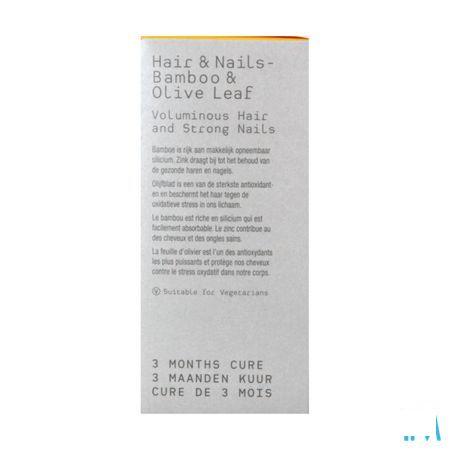 Hair & Nails-
Bamboo &
Olive Leaf
Voluminous Hair
and Strong Nails
Bamboe is rijk aan makkelijk opneembaar
silicium. Zink draagt bij tot het behoud van
de gezonde haren en nagels.
Olijfblad is een van de sterkste antioxidant-
en en beschermt het haar tegen de
oxidatieve stress in ons lichaam.
Le bambou est riche en silicium qui est
facilement absorbable. Le zinc contribue au
des cheveux et des ongles sains.
La feuille d'olivier est l'un des antioxydants
les plus puissants et protège nos cheveux
contre le stress oxydatif dans notre corps.
Suitable for Vegetarians
3 MONTHS CURE
3 MAANDEN KUUR
CURE DE 3 MOIS